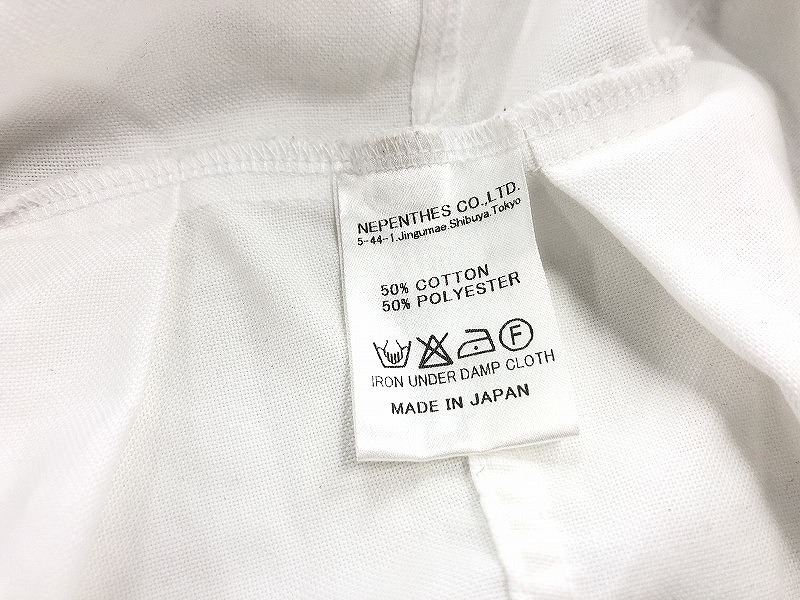 NEPENTHES CO.,LTD.
5-44-1.Jingumae.Shibuya.Tokyo
50% COTTON
50% POLYESTER
F
IRON UNDER DAMP CLOTH
MADE IN JAPAN